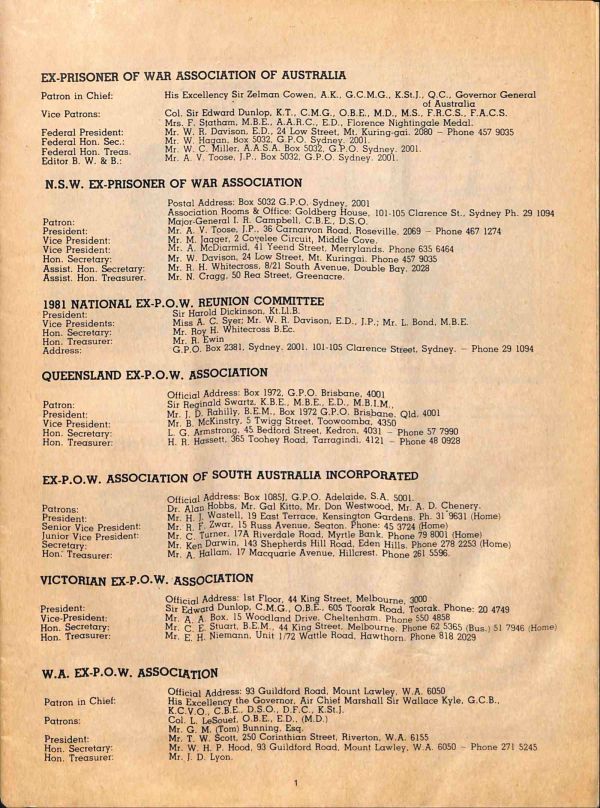 EX-PRISONER OF WAR ASSOCIATION OF AUSTRALIA
Patron in Chief: His Excellency Sir Zelman Cowen, A.K., G.C.M.G., K.St.J., Q.C., Governor General
of Australia
Vice Patrons: Col. Sir Edward Dunlop, K.T., C.M.G., O.B.E., M.D., M.S., F.R.C.S., F.A.C.S.
Mrs. F. Statham, M.B.E., A.A.R.C., E.D., Florence Nightingale Medal.
Federal President: Mr. W. R. Davison, E.D., 24 Low Street, Mt. Kuring-gai. 2080 – Phone 457 9035
Federal Hon. Sec.: Mr. W. Hagan, Box 5032, G.P.O. Sydney. 2001.
Federal Hon. Treas. Mr. W. C. Miller, A.A.S.A. Box 5032, G.P.O. Sydney. 2001.
Editor B. W. & B.: Mr. A. V. Toose, J.P., Box 5032, G.P.O. Sydney. 2001.
N.S.W. EX-PRISONER OF WAR ASSOCIATION
Postal Address: Box 5032 G.P.O. Sydney, 2001
Association Rooms & Office: Goldberg House, 101-105 Clarence St., Sydney Ph. 29 1094
Patron: Major-General I. R. Campbell, C.B.E., D.S.O.
President: Mr. A. V. Toose, J.P., 36 Carnarvon Road, Roseville. 2069 – Phone 467 1274
Vice President: Mr. M. Jagger, 2 Coyelee Circuit, Middle Cove.
Vice President: Mr. A. McDiarmid, 41 Yeend Street, Merrylands. Phone 635 6464
Hon. Secretary: Mr. W. Davison, 24 Low Street, Mt. Kuringai. Phone 457 9035
Assist. Hon. Secretary: Mr. R. H. Whitecross, 8/21 South Avenue, Double Bay, 2028
Assist. Hon. Treasurer. Mr. N. Cragg, 50 Rea Street, Greenacre.
1981 NATIONAL EX-P.O.W. REUNION COMMITTEE
President: Sir Harold Dickinson, Kt.Ll.B.
Vice Presidents: Miss A. C. Syer; Mr. W. R. Davison, E.D., J.P.; Mr. L. Bond, M.B.E.
Hon. Secretary: Mr. Roy H. Whitecross B.Ec.
Hon. Treasurer: Mr. R. Ewin
Address: G.P.O. Box 2381, Sydney. 2001. 101-105 Clarence Street, Sydney. – Phone 29 1094
QUEENSLAND EX-P.O.W. ASSOCIATION
Official Address: Box 1972, G.P.O. Brisbane, 4001
Patron: Sir Reginald Swartz, K.B.E., M.B.E., E.D., M.B.I.M.,
President: Mr. J. D. Rahilly, B.E.M., Box 1972 G.P.O. Brisbane, Qld. 4001
Vice President: Mr. B. McKinstry, 5 Twigg Street, Toowoomba, 4350
Hon. Secretary: L. G. Armstrong, 45 Bedford Street, Kedron, 4031 – Phone 57 7990
Hon. Treasurer: H. R. Hassett, 365 Toohey Road, Tarragindi, 4121 – Phone 48 0928
EX-P.O.W. ASSOCIATION OF SOUTH AUSTRALIA INCORPORATED
Official Address: Box 1085J, G.P.O. Adelaide, S.A. 5001.
Patrons: Dr. Alan Hobbs, Mr. Gal Kitto, Mr. Don Westwood, Mr. A. D. Chenery.
President: Mr. H. J. Wastell, 19 East Terrace, Kensington Gardens. Ph. 31 9631 (Home)
Senior Vice President: Mr. R. F. Zwar, 15 Russ Avenue, Seaton. Phone: 45 3724 (Home)
Junior Vice President: Mr. C. Turner, 17A Riverdale Road, Myrtle Bank. Phone 79 8001 (Home)
Secretary: Mr. Ken Darwin, 143 Shepherds Hill Road, Eden Hills. Phone 278 2253 (Home)
Hon. Treasurer: Mr. A. Hallam, 17 Macquarie Avenue, Hillcrest. Phone 261 5596.
VICTORIAN EX-P.O.W. ASSOCIATION
Official Address: 1st Floor, 44 King Street, Melbourne, 3000
President: Sir Edward Dunlop, C.M.G., O.B.E., 605 Toorak Road, Toorak. Phone: 20 4749
Vice-President: Mr. A. A. Box, 15 Woodland Drive, Cheltenham. Phone 550 4858
Hon. Secretary: Mr. C. E. Stuart, B.E.M., 44 King Street, Melbourne. Phone 62 5365 (Bus.) 51 7946 (Home)
Hon. Treasurer: Mr. E. H. Niemann, Unit 1/72 Wattle Road, Hawthorn. Phone 818 2029
W.A. EX-P.O.W. ASSOCIATION
Official Address: 93 Guildford Road, Mount Lawley, W.A. 6050
Patron in Chief: His Excellency the Governor, Air Chief Marshall Sir Wallace Kyle, G.C.B.,
K.C.V.O., C.B.E., D.S.O., D.F.C., K.St.J.
Patrons: Col. L. LeSouef, O.B.E., E.D., (M.D.)
Mr. G. M. (Tom) Bunning, Esq.
President: Mr. T. W. Scott, 250 Corinthian Street, Riverton, W.A. 6155
Hon. Secretary: Mr. W. H. P. Hood, 93 Guildford Road, Mount Lawley, W.A. 6050 – Phone 271 5245
Hon. Treasurer: Mr. J. D. Lyon.
1